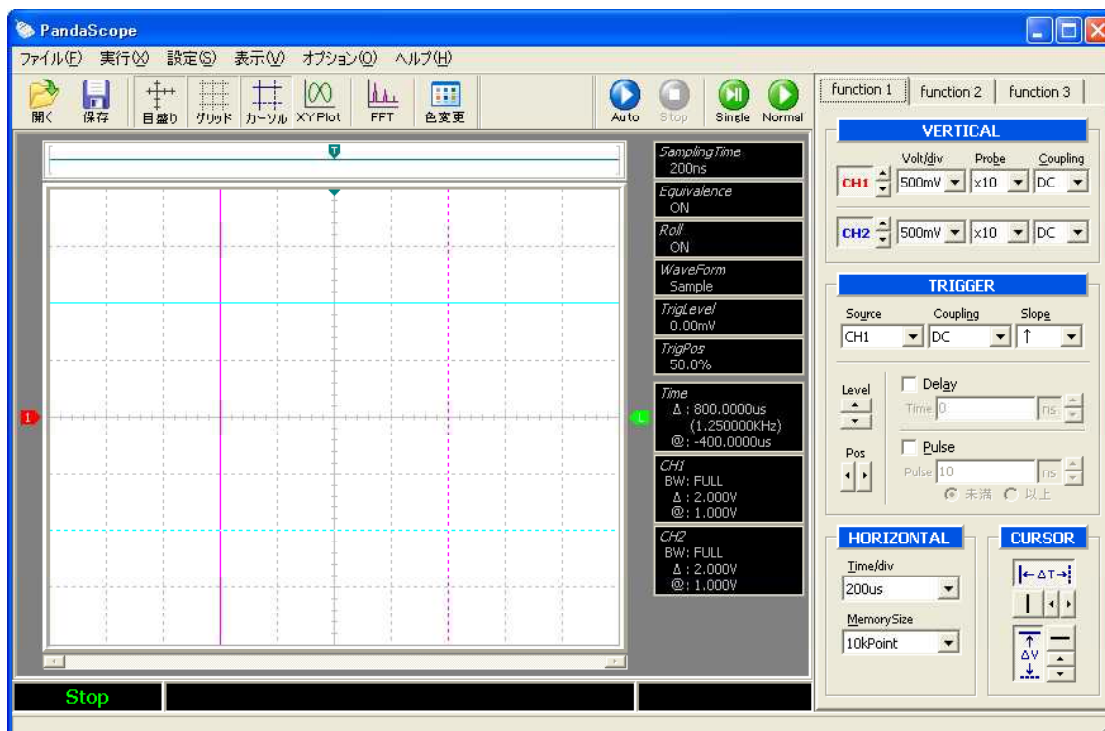 PandaScope
ファイル(F) 実行(X) 設定(S) 表示(V) オプション(O) ヘルプ(H)
開く 保存 目盛り グリッド カーソル XYPlot FFT 色変更 Auto Stop Single Normal
function 1 function 2 function 3
T
SamplingTime
200ns
Equivalence
ON
Roll
ON
WaveForm
Sample
TrigLevel
0.00mV
TrigPos
50.0%
Time
Δ : 800.0000us
(1.250000KHz)
@: -400.0000us
CH1
BW: FULL
Δ : 2.000V
@: 1.000V
CH2
BW: FULL
Δ : 2.000V
@: 1.000V
1
L
VERTICAL
Volt/div Probe Coupling
CH1 500mV x10 DC
CH2 500mV x10 DC
TRIGGER
Source Coupling Slope
CH1 DC ↑
Level
Delay
Time 0 ns
Pos
Pulse
Pulse 10 ns
未満 以上
HORIZONTAL
Time/div
200us
MemorySize
10kPoint
CURSOR
ΔT
ΔV
Stop